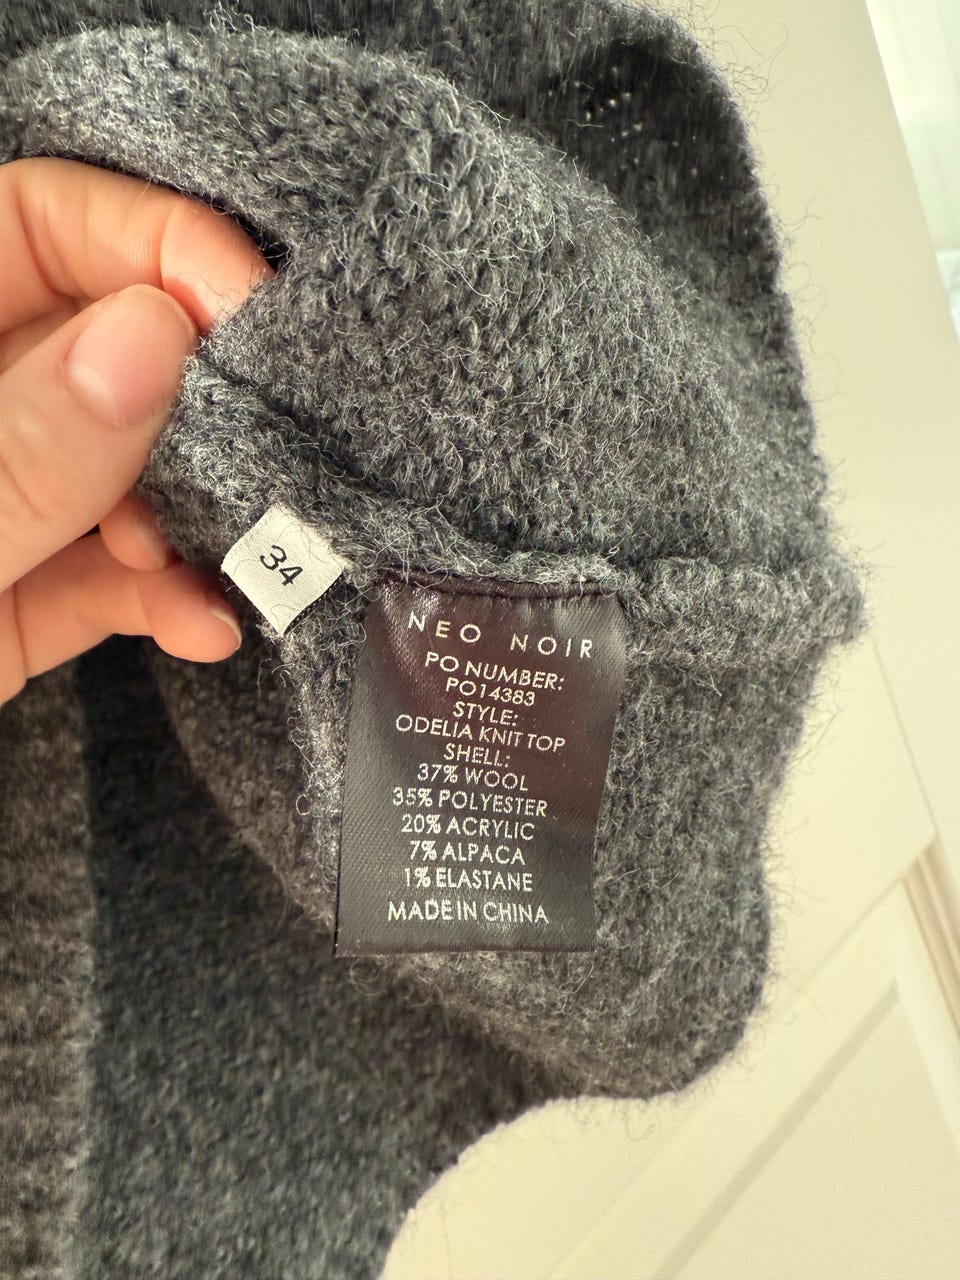 34
NEO NOIR
PO NUMBER:
PO14383
STYLE:
ODELIA KNIT TOP
SHELL:
37% WOOL
35% POLYESTER
20% ACRYLIC
7% ALPACA
1% ELASTANE
MADE IN CHINA